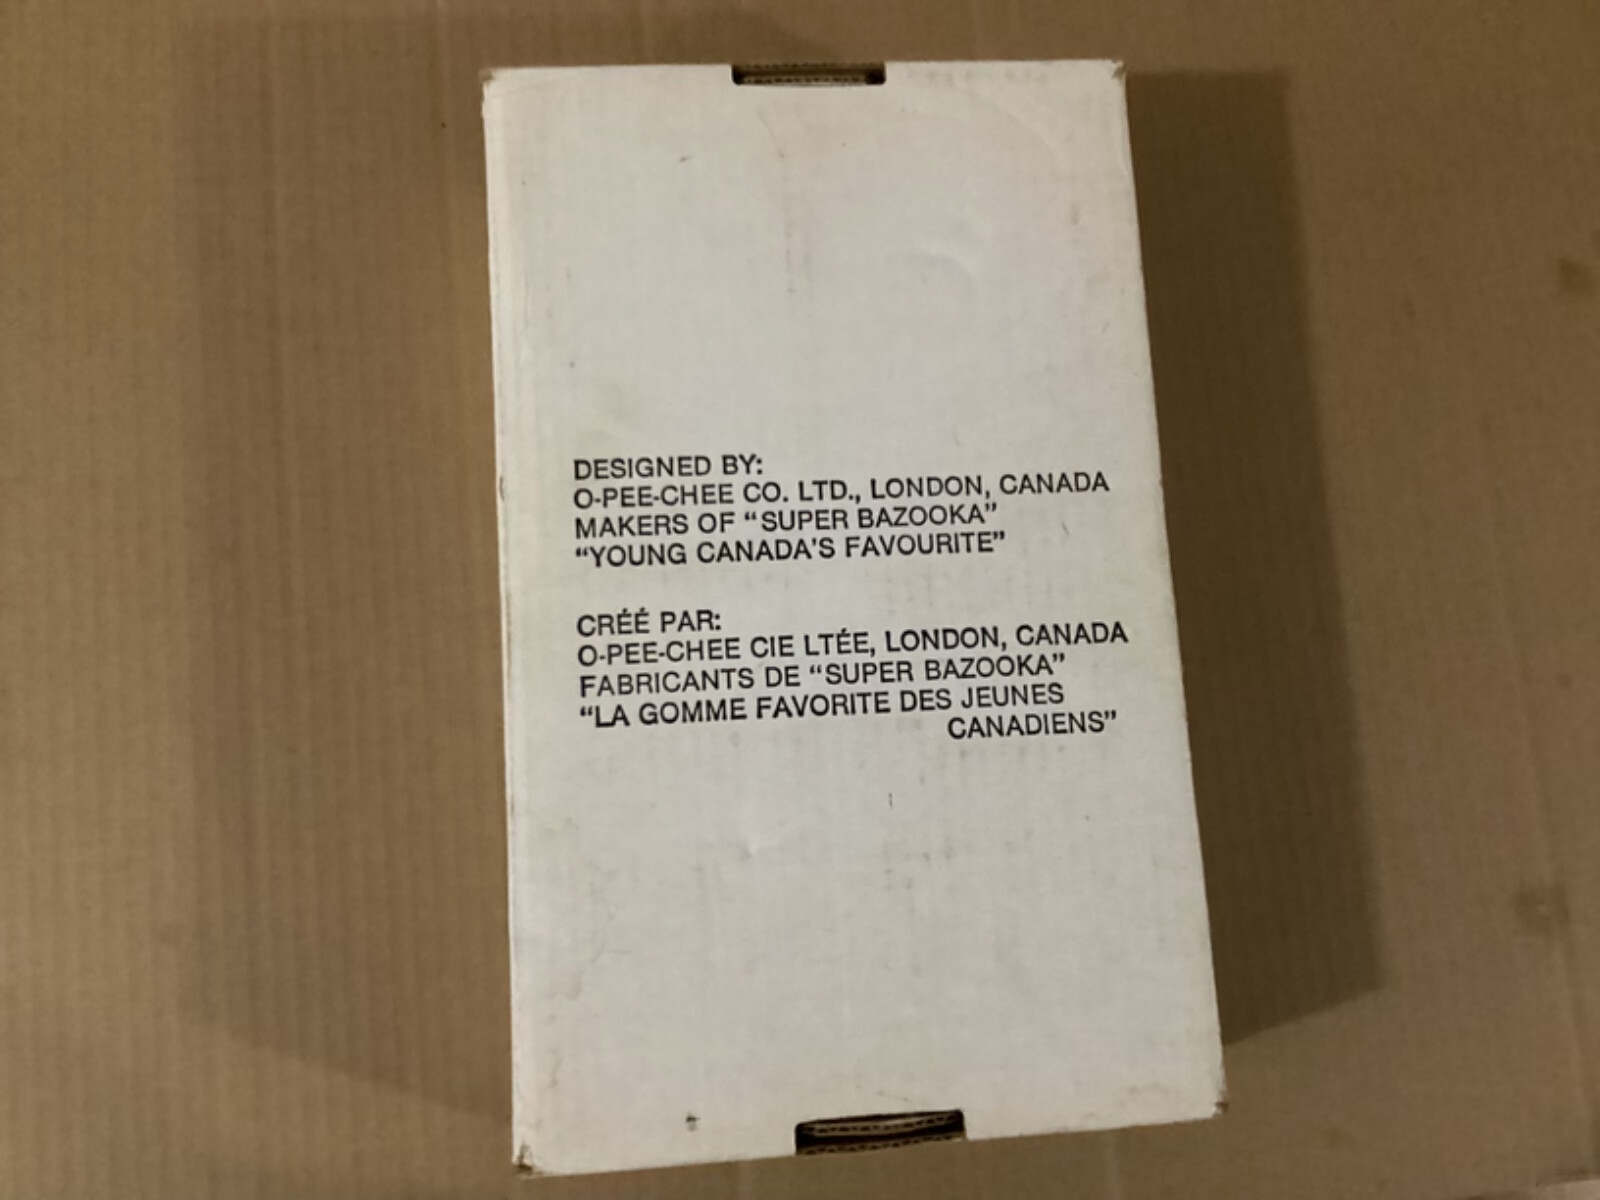 DESIGNED BY:
O-PEE-CHEE CO. LTD., LONDON, CANADA
MAKERS OF “SUPER BAZOOKA”
“YOUNG CANADA’S FAVOURITE”
CRÉÉ PAR:
O-PEE-CHEE CIE LTÉE, LONDON, CANADA
FABRICANTS DE “SUPER BAZOOKA”
“LA GOMME FAVORITE DES JEUNES
CANADIENS”